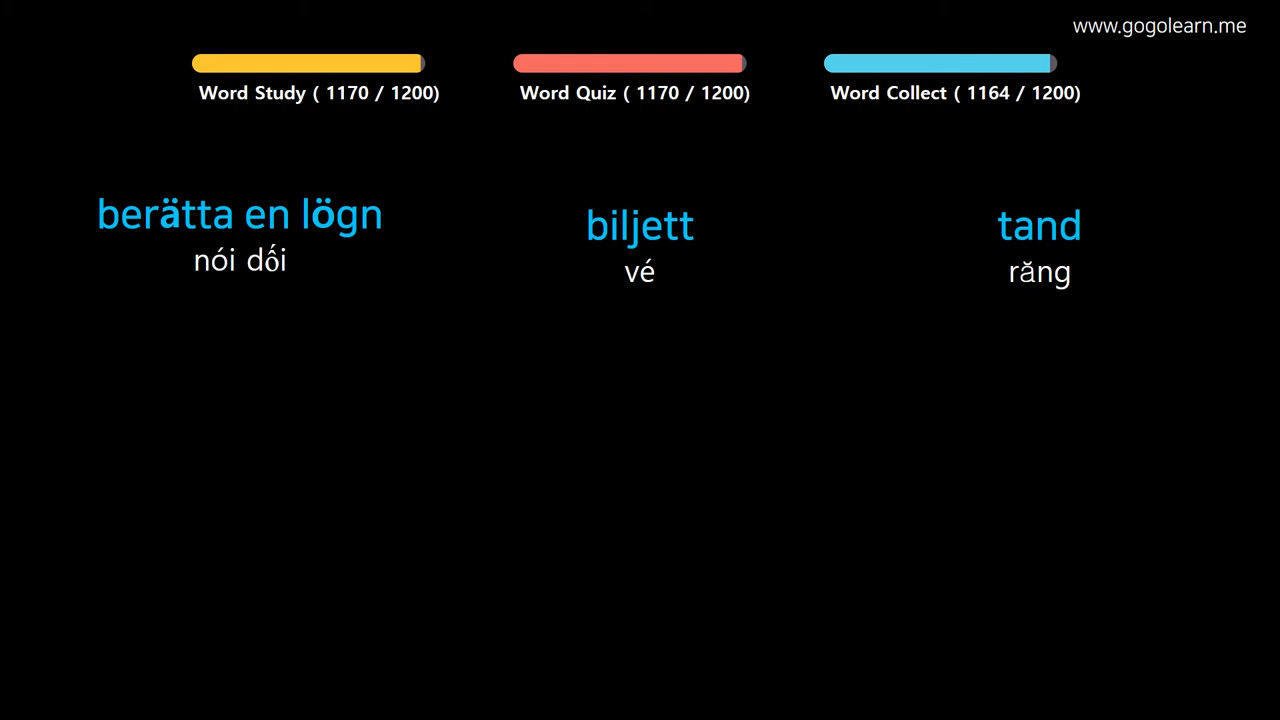 www.gogolearn.me
Word Study ( 1170 / 1200)
Word Quiz ( 1170 / 1200)
Word Collect ( 1164 / 1200)
berätta en lögn
nói dối
biljett
vé
tand
răng